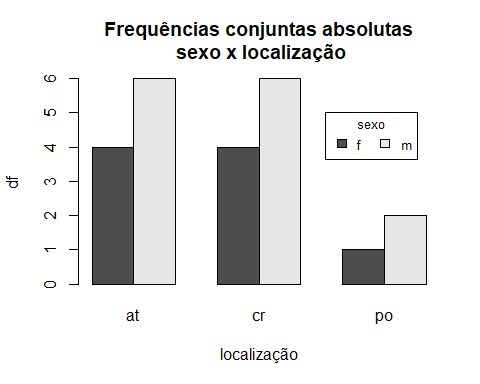 Frequências conjuntas absolutas
sexo x localização
df
6
5
4
3
2
1
0
sexo
f m
at cr po
localização